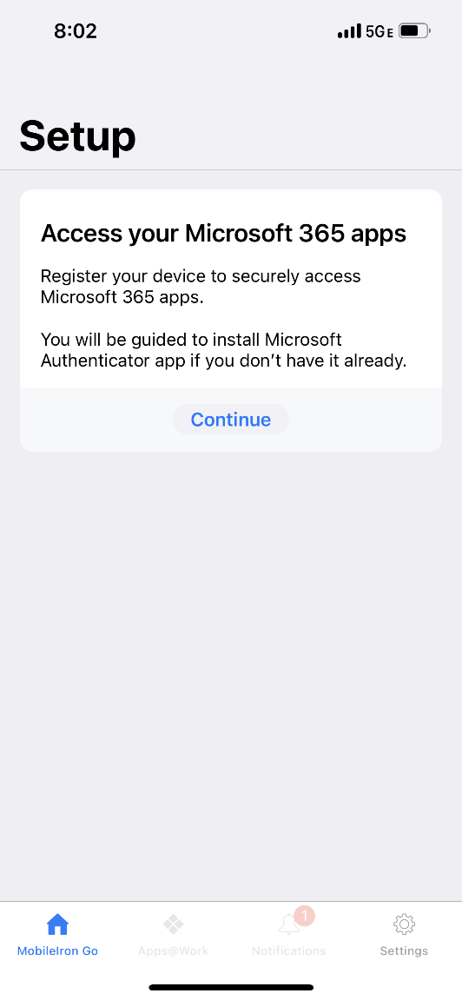 8:02
5GE
Setup
Access your Microsoft 365 apps
Register your device to securely access
Microsoft 365 apps.
You will be guided to install Microsoft
Authenticator app if you don't have it already.
Continue
1
MobileIron Go
Apps@Work
Notifications
Settings